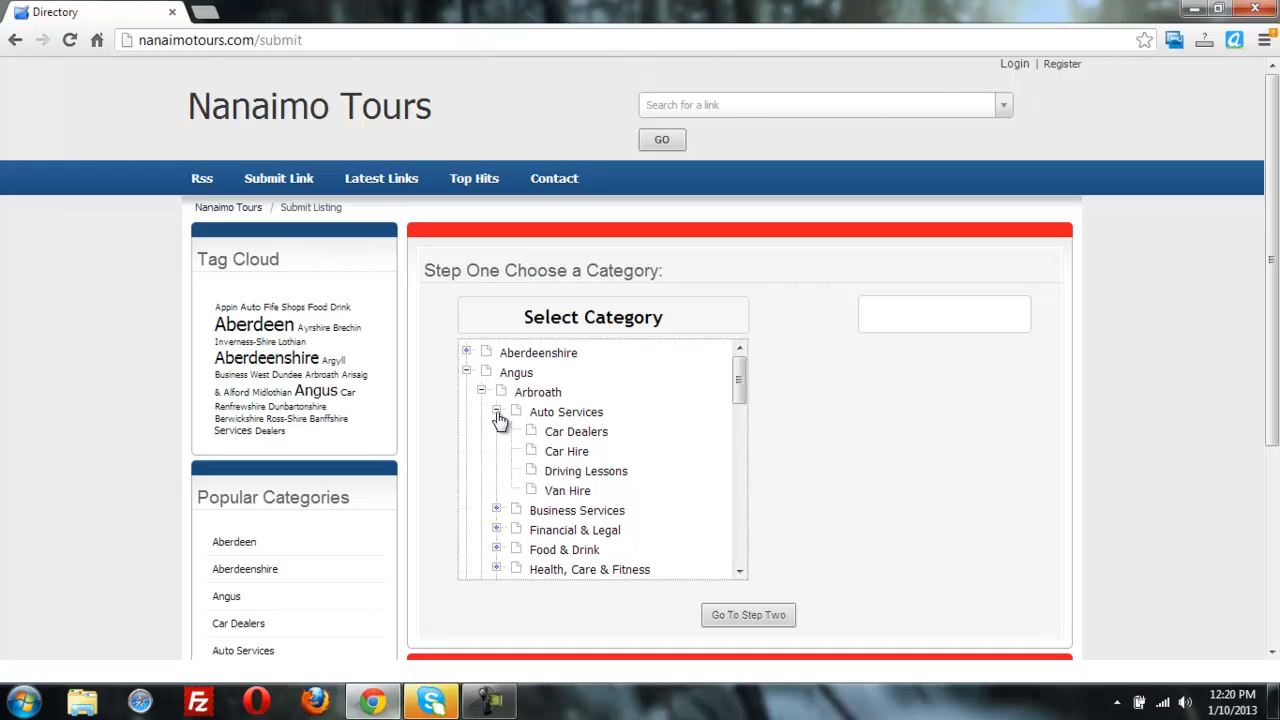 Directory
nanaimotours.com/submit
Login | Register
Nanaimo Tours
Search for a link
GO
Rss Submit Link Latest Links Top Hits Contact
Nanaimo Tours / Submit Listing
Tag Cloud
Appin Auto Fife Shops Food Drink
Aberdeen Ayrshire Brechin
Inverness-Shire Lothian
Aberdeenshire Argyll
Business West Dundee Arbroath Arisaig
& Alford Midlothian Angus Car
Renfrewshire Dunbartonshire
Berwickshire Ross-Shire Banffshire
Services Dealers
Popular Categories
Aberdeen
Aberdeenshire
Angus
Car Dealers
Auto Services
Step One Choose a Category:
Select Category
Aberdeenshire
Angus
Arbroath
Auto Services
Car Dealers
Car Hire
Driving Lessons
Van Hire
Business Services
Financial & Legal
Food & Drink
Health, Care & Fitness
Go To Step Two
12:20 PM
1/10/2013